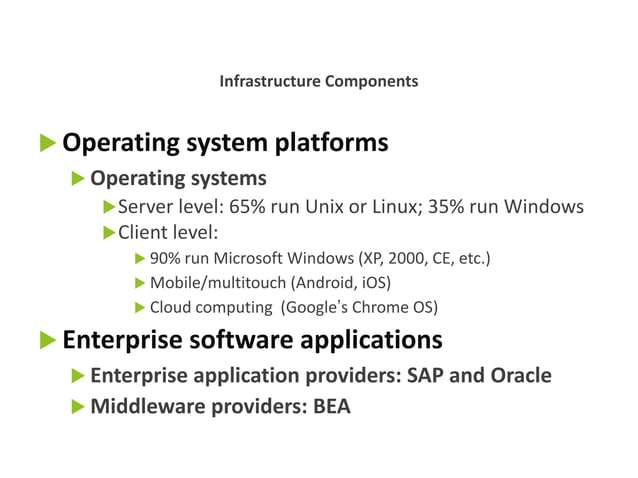 Infrastructure Components
Operating system platforms
Operating systems
Server level: 65% run Unix or Linux; 35% run Windows
Client level:
90% run Microsoft Windows (XP, 2000, CE, etc.)
Mobile/multitouch (Android, iOS)
Cloud computing  (Google’s Chrome OS)
Enterprise software applications
Enterprise application providers: SAP and Oracle
Middleware providers: BEA